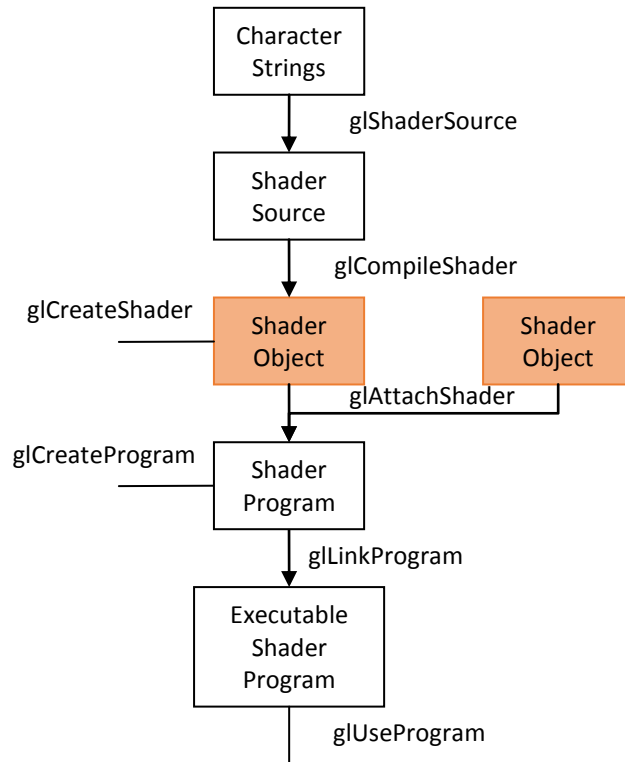 Character
Strings
glShaderSource
Shader
Source
glCompileShader
glCreateShader
Shader
Object
Shader
Object
glAttachShader
glCreateProgram
Shader
Program
glLinkProgram
Executable
Shader
Program
glUseProgram